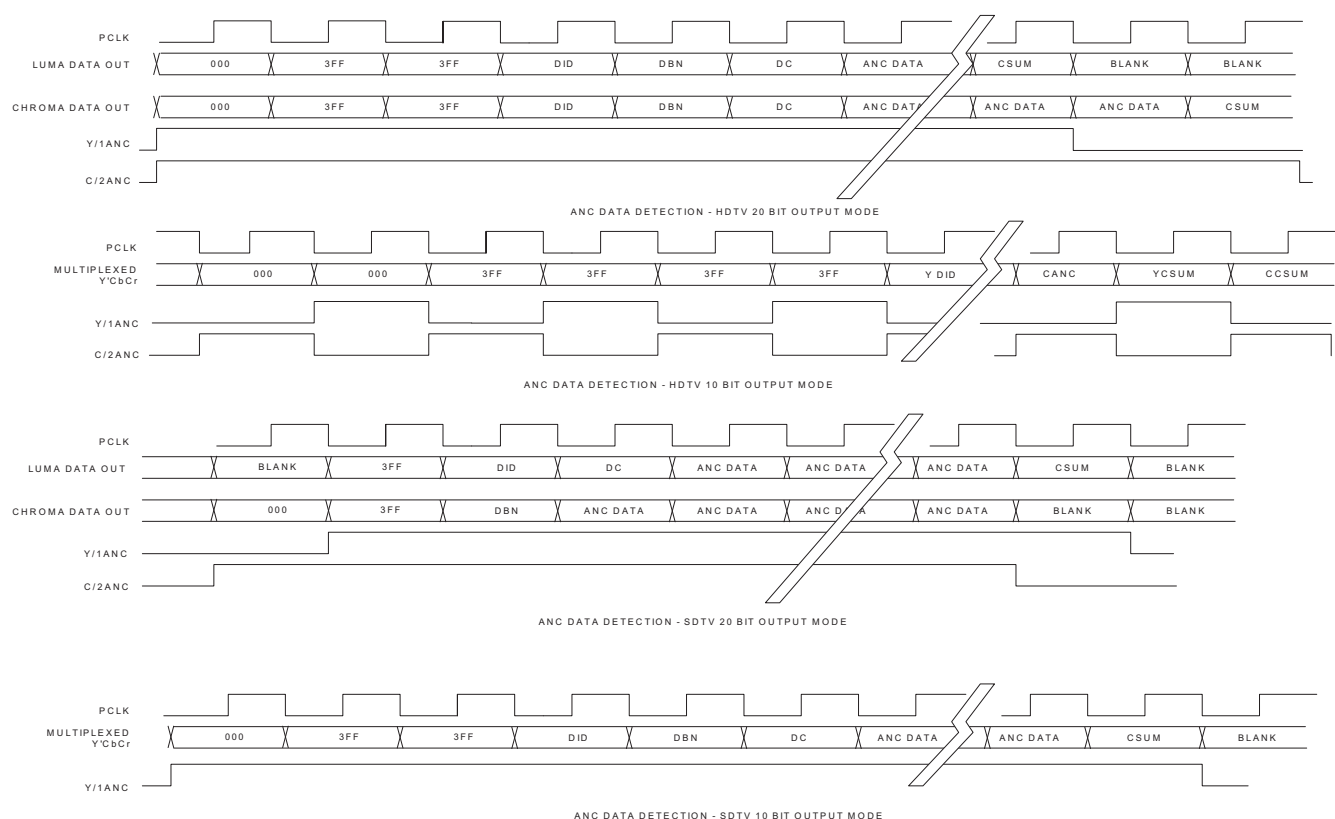 PCLK
LUMA DATA OUT 000 3FF 3FF DID DBN DC ANC DATA CSUM BLANK BLANK
CHROMA DATA OUT 000 3FF 3FF DID DBN DC ANC DATA ANC DATA ANC DATA CSUM
Y/1ANC
C/2ANC
ANC DATA DETECTION - HDTV 20 BIT OUTPUT MODE
PCLK
MULTIPLEXED
Y'CbCr 000 000 3FF 3FF 3FF 3FF Y DID CANC YCSUM CCSUM
Y/1ANC
C/2ANC
ANC DATA DETECTION - HDTV 10 BIT OUTPUT MODE
PCLK
LUMA DATA OUT BLANK 3FF DID DC ANC DATA ANC DATA ANC DATA CSUM BLANK
CHROMA DATA OUT 000 3FF DBN ANC DATA ANC DATA ANC DATA ANC DATA BLANK BLANK
Y/1ANC
C/2ANC
ANC DATA DETECTION - SDTV 20 BIT OUTPUT MODE
PCLK
MULTIPLEXED
Y'CbCr 000 3FF 3FF DID DBN DC ANC DATA ANC DATA CSUM BLANK
Y/1ANC
ANC DATA DETECTION - SDTV 10 BIT OUTPUT MODE